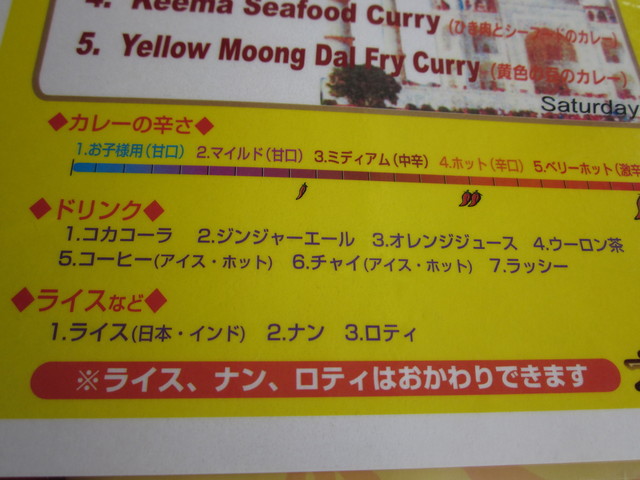 4. Keema Seafood Curry (ひき肉とシーフードのカレー)
5. Yellow Moong Dal Fry Curry (黄色の豆のカレー)
Saturday
◆カレーの辛さ◆
1.お子様用(甘口) 2.マイルド(甘口) 3.ミディアム(中辛) 4.ホット(辛口) 5.ベリーホット(激辛
◆ドリンク◆
1.コカコーラ 2.ジンジャーエール 3.オレンジジュース 4.ウーロン茶
5.コーヒー(アイス・ホット) 6.チャイ(アイス・ホット) 7.ラッシー
◆ライスなど◆
1.ライス(日本・インド) 2.ナン 3.ロティ
※ライス、ナン、ロティはおかわりできます